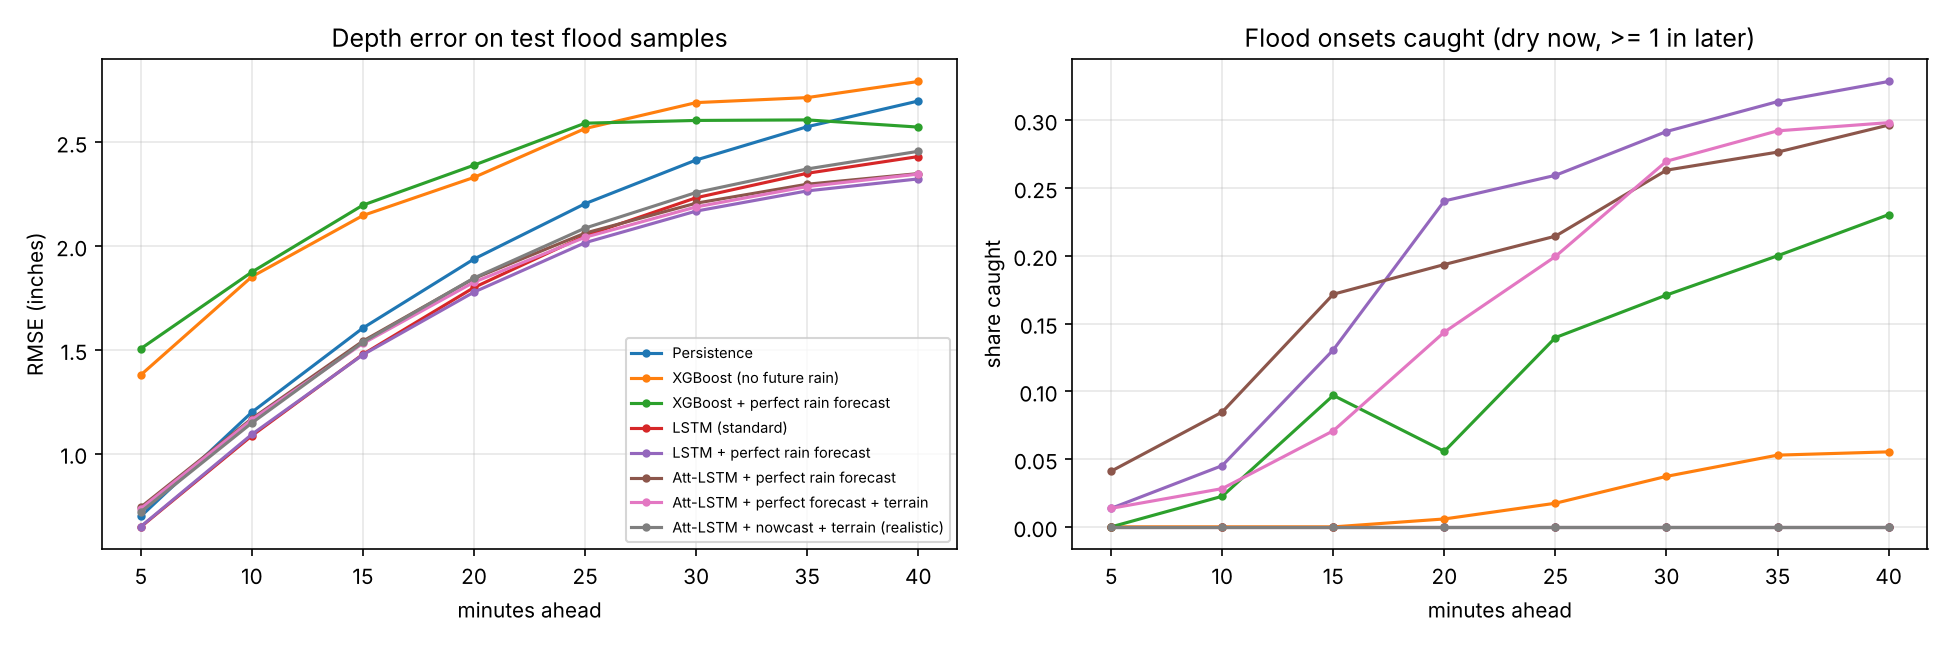 Depth error on test flood samples
RMSE (inches)
2.5
2.0
1.5
1.0
5 10 15 20 25 30 35 40
minutes ahead
Persistence
XGBoost (no future rain)
XGBoost + perfect rain forecast
LSTM (standard)
LSTM + perfect rain forecast
Att-LSTM + perfect rain forecast
Att-LSTM + perfect forecast + terrain
Att-LSTM + nowcast + terrain (realistic)
Flood onsets caught (dry now, >= 1 in later)
share caught
0.30
0.25
0.20
0.15
0.10
0.05
0.00
5 10 15 20 25 30 35 40
minutes ahead